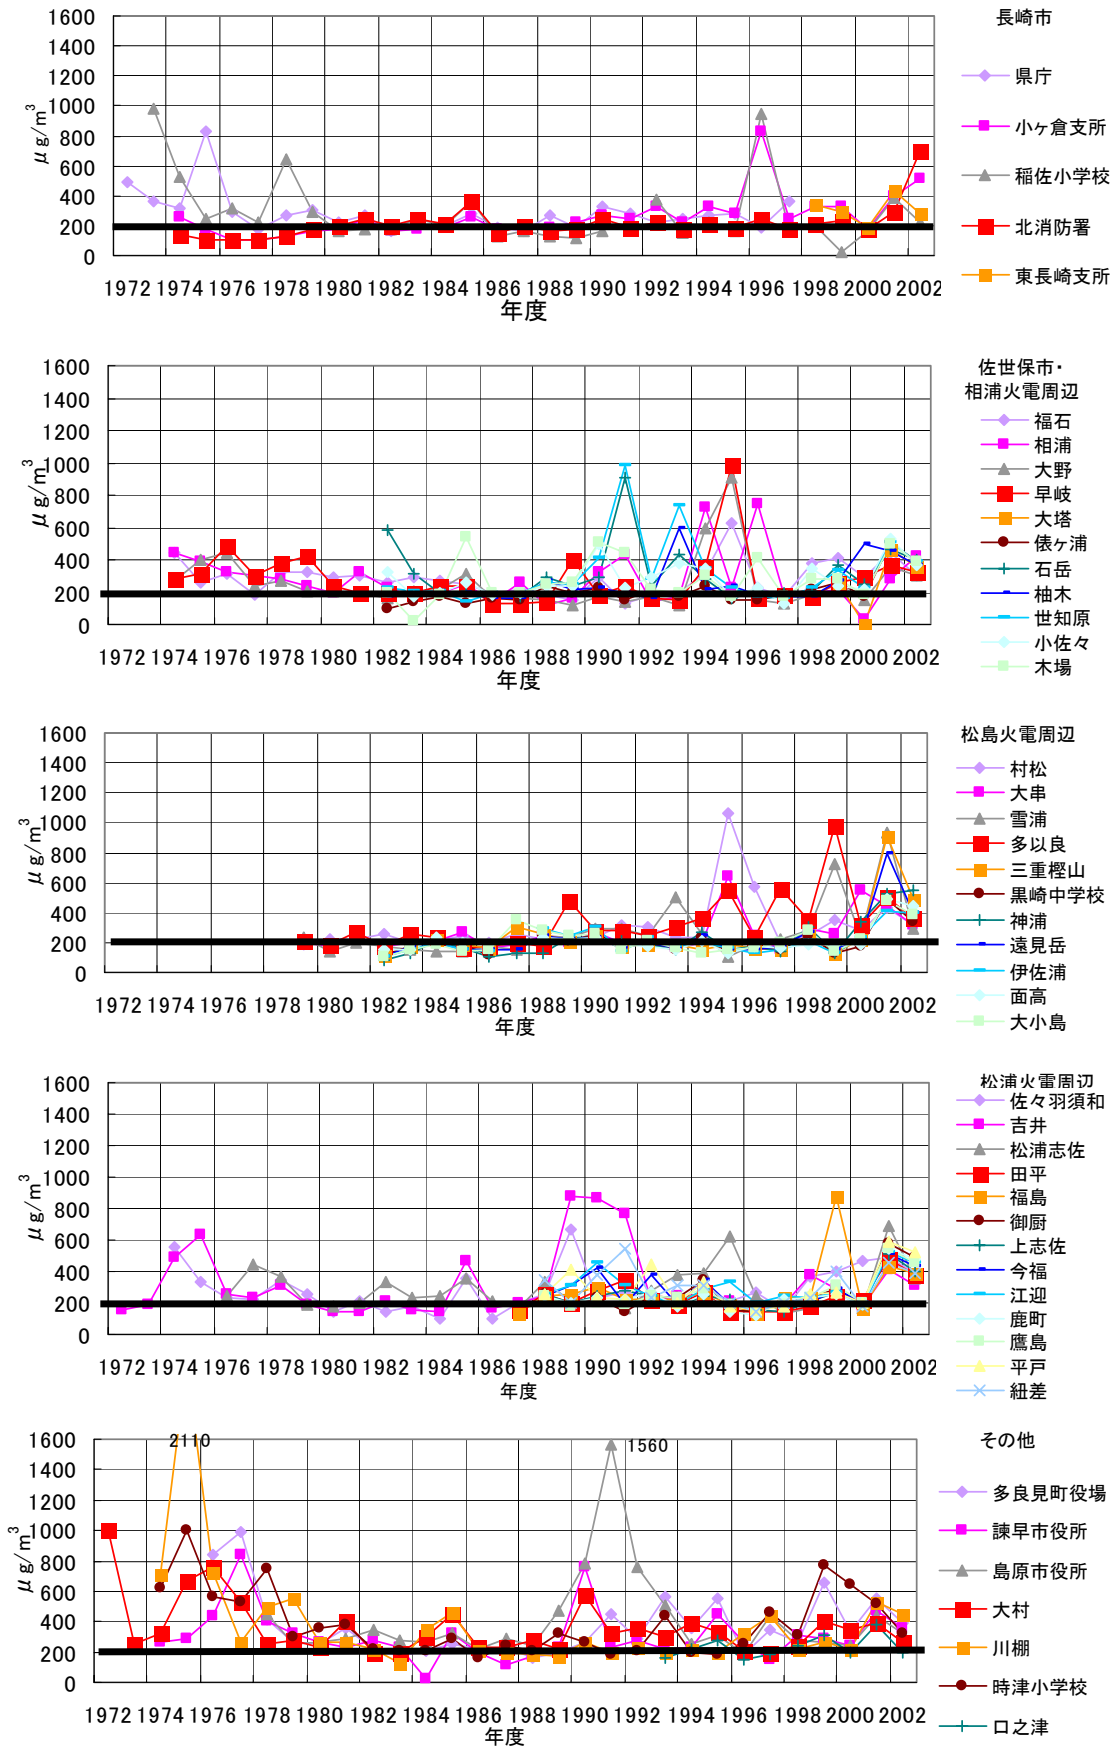 長崎市
1600
1400
1200
1000
800
600
400
200
0
μg/m³
1972 1974 1976 1978 1980 1982 1984 1986 1988 1990 1992 1994 1996 1998 2000 2002
年度
県庁
小ヶ倉支所
稲佐小学校
北消防署
東長崎支所
佐世保市・
相浦火電周辺
1600
1400
1200
1000
800
600
400
200
0
μg/m³
1972 1974 1976 1978 1980 1982 1984 1986 1988 1990 1992 1994 1996 1998 2000 2002
年度
福石
相浦
大野
早岐
大塔
俵ヶ浦
石岳
柚木
世知原
小佐々
木場
松島火電周辺
1600
1400
1200
1000
800
600
400
200
0
μg/m³
1972 1974 1976 1978 1980 1982 1984 1986 1988 1990 1992 1994 1996 1998 2000 2002
年度
村松
大串
雪浦
多以良
三重樫山
黒崎中学校
神浦
遠見岳
伊佐浦
面高
大小島
松浦火電周辺
1600
1400
1200
1000
800
600
400
200
0
μg/m³
1972 1974 1976 1978 1980 1982 1984 1986 1988 1990 1992 1994 1996 1998 2000 2002
年度
佐々羽須和
吉井
松浦志佐
田平
福島
御厨
上志佐
今福
江迎
鹿町
鷹島
平戸
紐差
その他
1600
1400
1200
1000
800
600
400
200
0
μg/m³
2110
1560
1972 1974 1976 1978 1980 1982 1984 1986 1988 1990 1992 1994 1996 1998 2000 2002
年度
多良見町役場
諫早市役所
島原市役所
大村
川棚
時津小学校
口之津